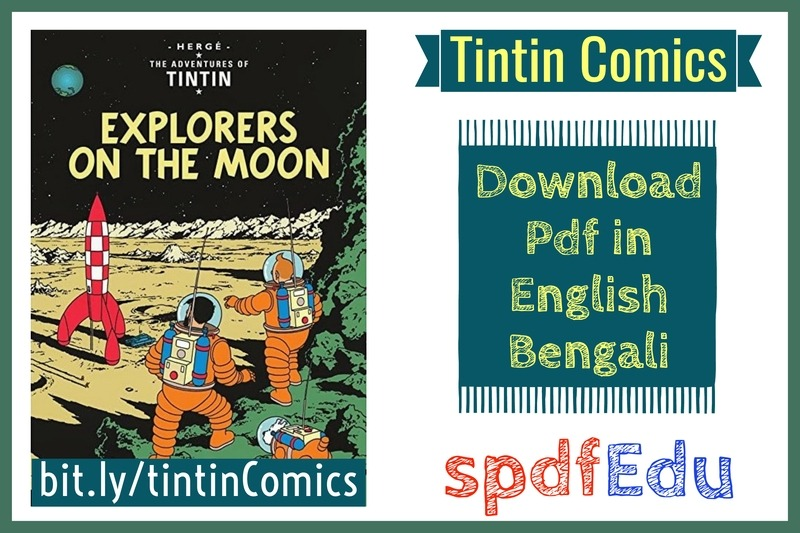 - HERGÉ -
THE ADVENTURES OF
TINTIN
EXPLORERS
ON THE MOON
bit.ly/tintinComics
Tintin Comics
Download
Pdf in
English
Bengali
spdfEdu